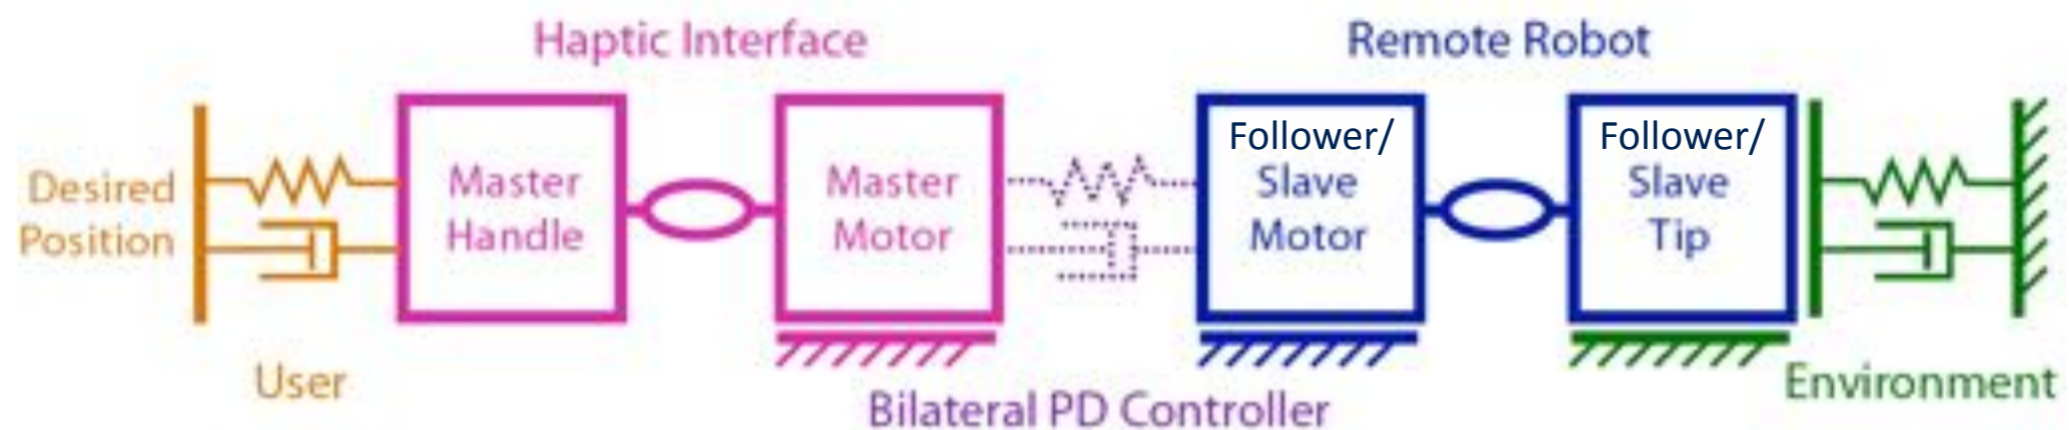 Haptic Interface
Remote Robot
Desired
Position
Master
Handle
Master
Motor
Follower/
Slave
Motor
Follower/
Slave
Tip
User
Bilateral PD Controller
Environment